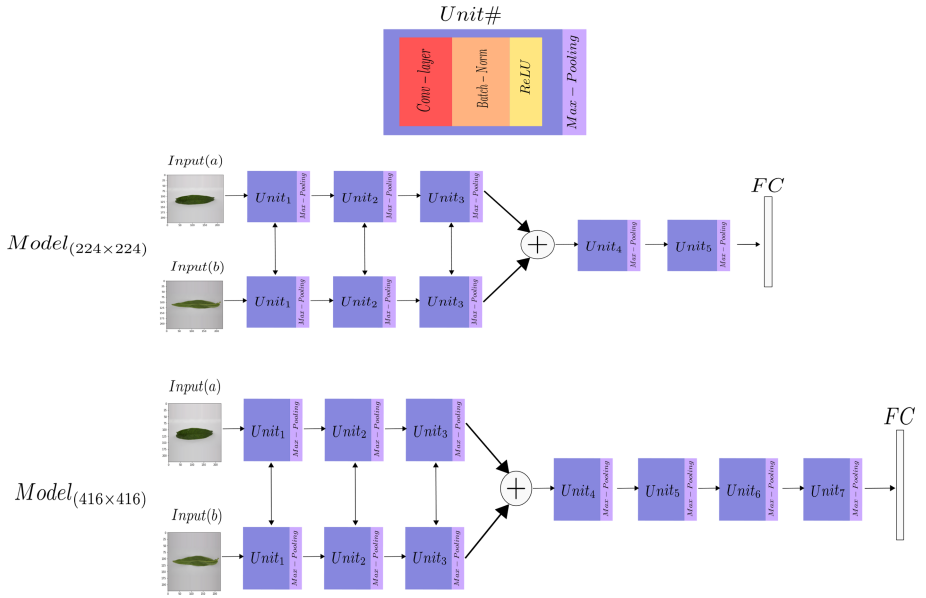 Unit#
Conv-layer
Batch-Norm
ReLU
Max-Pooling
Input(a)
Unit1 Max-Pooling
Unit2 Max-Pooling
Unit3 Max-Pooling
Model(224×224)
+
Unit4 Max-Pooling
Unit5 Max-Pooling
FC
Input(b)
Unit1 Max-Pooling
Unit2 Max-Pooling
Unit3 Max-Pooling
Input(a)
Unit1 Max-Pooling
Unit2 Max-Pooling
Unit3 Max-Pooling
Model(416×416)
+
Unit4 Max-Pooling
Unit5 Max-Pooling
Unit6 Max-Pooling
Unit7 Max-Pooling
FC
Input(b)
Unit1 Max-Pooling
Unit2 Max-Pooling
Unit3 Max-Pooling